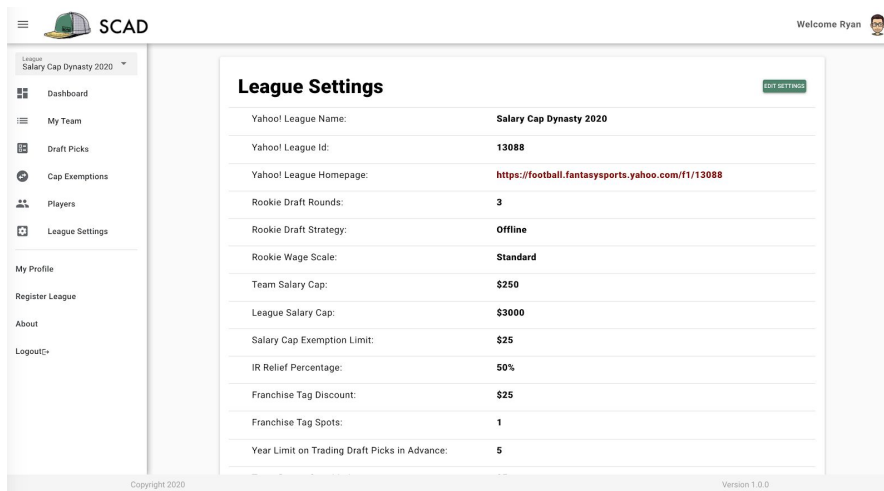 SCAD
Welcome Ryan
League
Salary Cap Dynasty 2020
Dashboard
My Team
Draft Picks
Cap Exemptions
Players
League Settings
My Profile
Register League
About
Logout
League Settings
EDIT SETTINGS
Yahoo! League Name: Salary Cap Dynasty 2020
Yahoo! League Id: 13088
Yahoo! League Homepage: https://football.fantasysports.yahoo.com/f1/13088
Rookie Draft Rounds: 3
Rookie Draft Strategy: Offline
Rookie Wage Scale: Standard
Team Salary Cap: $250
League Salary Cap: $3000
Salary Cap Exemption Limit: $25
IR Relief Percentage: 50%
Franchise Tag Discount: $25
Franchise Tag Spots: 1
Year Limit on Trading Draft Picks in Advance: 5
Copyright 2020
Version 1.0.0